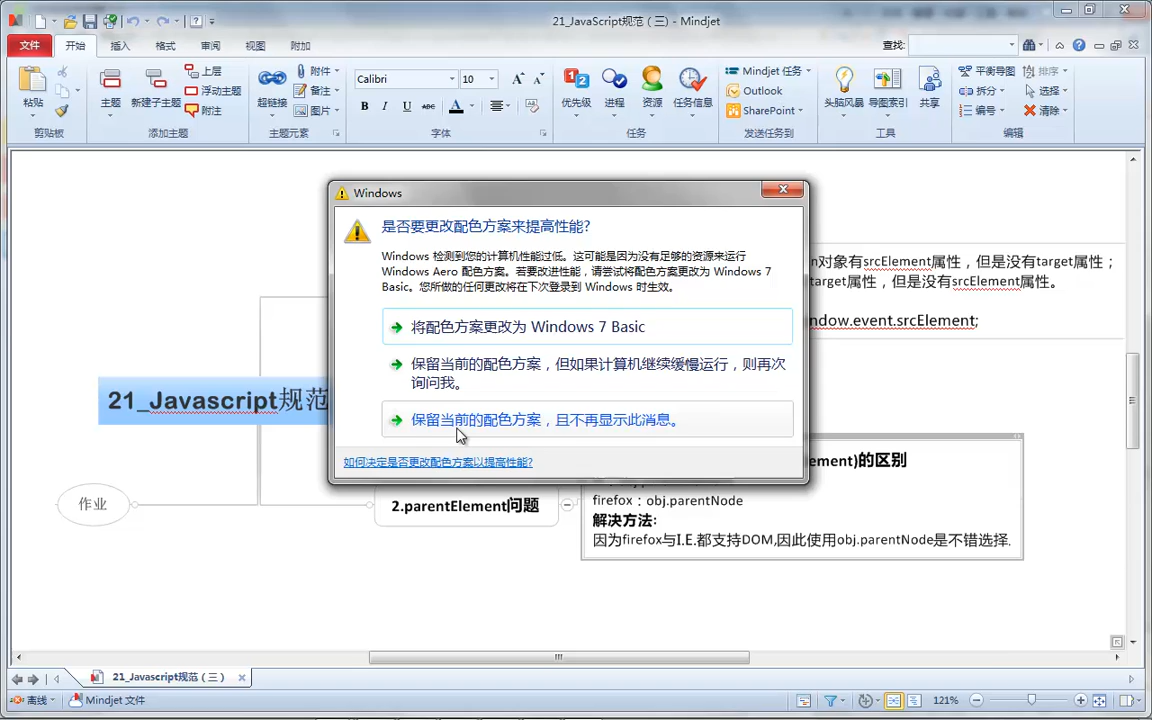 21_JavaScript规范（三）- Mindjet
文件 开始 插入 格式 审阅 视图 附加 查找:
粘贴
剪贴板
主题 新建子主题
上层
浮动主题
附注
添加主题
超链接
附件
备注
图片
主题元素
Calibri 10
B I U abc A
字体
优先级 进程 资源 任务信息
任务
Mindjet 任务
Outlook
SharePoint
发送任务到
头脑风暴 导图索引 共享
工具
平衡导图 排序
拆分 选择
编号 清除
编辑
Windows
是否要更改配色方案来提高性能?
Windows 检测到您的计算机性能过低。这可能是因为没有足够的资源来运行
Windows Aero 配色方案。若要改进性能，请尝试将配色方案更改为 Windows 7
Basic。您所做的任何更改将在下次登录到 Windows 时生效。
将配色方案更改为 Windows 7 Basic
保留当前的配色方案，但如果计算机继续缓慢运行，则再次
询问我。
保留当前的配色方案，且不再显示此消息。
如何决定是否更改配色方案以提高性能?
n对象有srcElement属性，但是没有target属性；
target属性，但是没有srcElement属性。
ndow.event.srcElement;
21_Javascript规范
作业
2.parentElement问题
ement)的区别
firefox：obj.parentNode
解决方法:
因为firefox与I.E.都支持DOM,因此使用obj.parentNode是不错选择.
21_Javascript规范（三）
离线 Mindjet 文件 121%